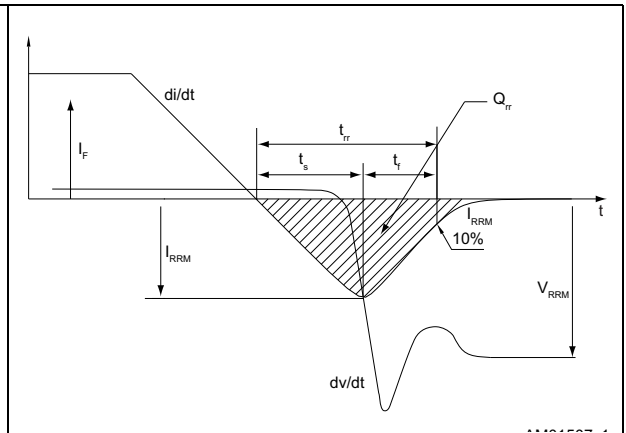 di/dt
Q_rr
t_rr
I_F
t_s
t_f
t
I_RRM
I_RRM
10%
V_RRM
dv/dt